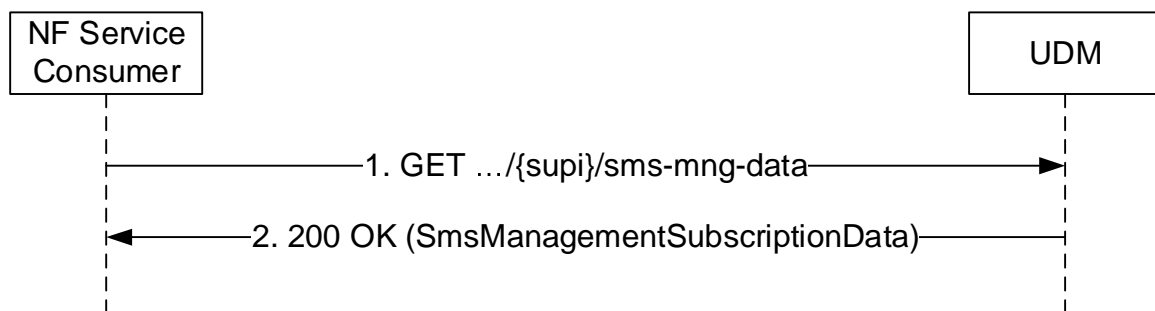 NF Service
Consumer
UDM
1. GET …/{supi}/sms-mng-data
2. 200 OK (SmsManagementSubscriptionData)